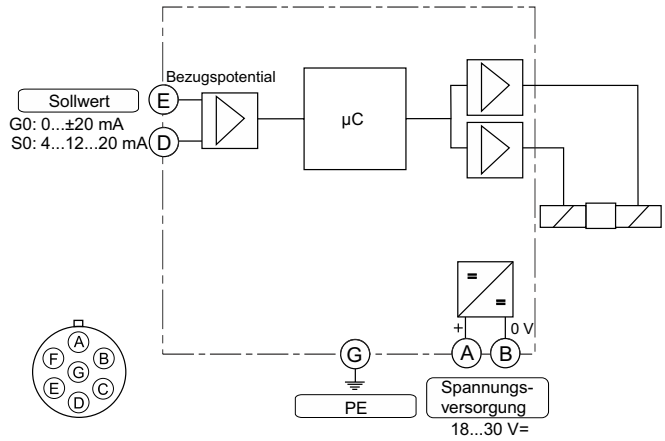 Bezugspotential
E
Sollwert
G0: 0...±20 mA
S0: 4...12...20 mA
D
µC
=
=
+
0 V
G
A
B
PE
Spannungs-
versorgung
18...30 V=
A
F
B
G
E
C
D